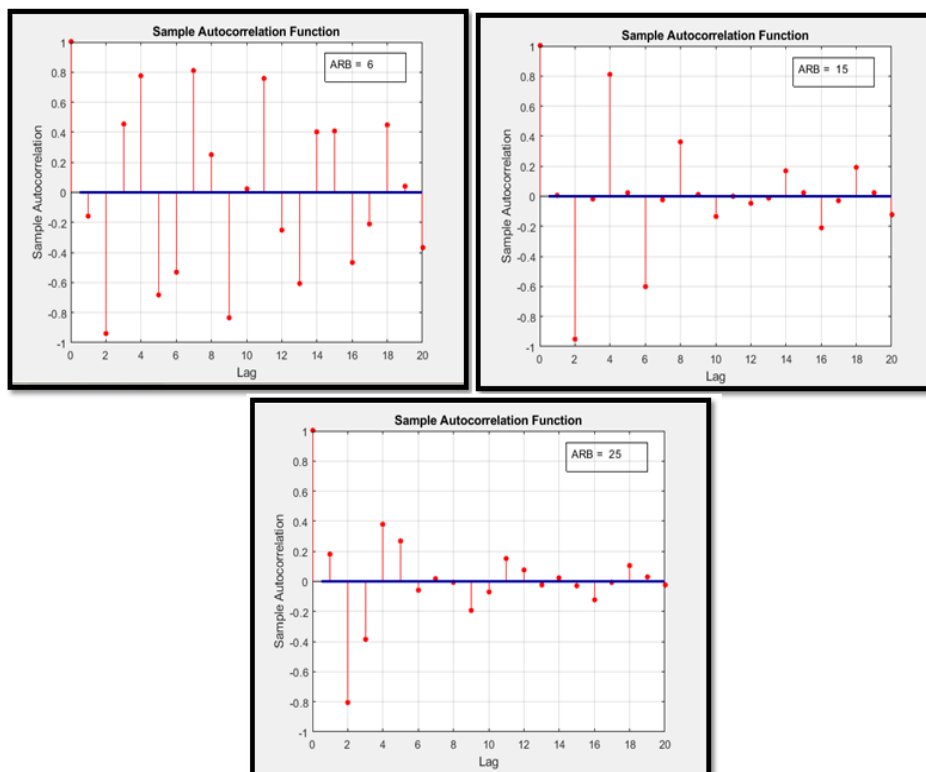 Sample Autocorrelation Function
ARB = 6
Sample Autocorrelation
1
0.8
0.6
0.4
0.2
0
-0.2
-0.4
-0.6
-0.8
-1
0 2 4 6 8 10 12 14 16 18 20
Lag
Sample Autocorrelation Function
ARB = 15
Sample Autocorrelation
1
0.8
0.6
0.4
0.2
0
-0.2
-0.4
-0.6
-0.8
-1
0 2 4 6 8 10 12 14 16 18 20
Lag
Sample Autocorrelation Function
ARB = 25
Sample Autocorrelation
1
0.8
0.6
0.4
0.2
0
-0.2
-0.4
-0.6
-0.8
-1
0 2 4 6 8 10 12 14 16 18 20
Lag